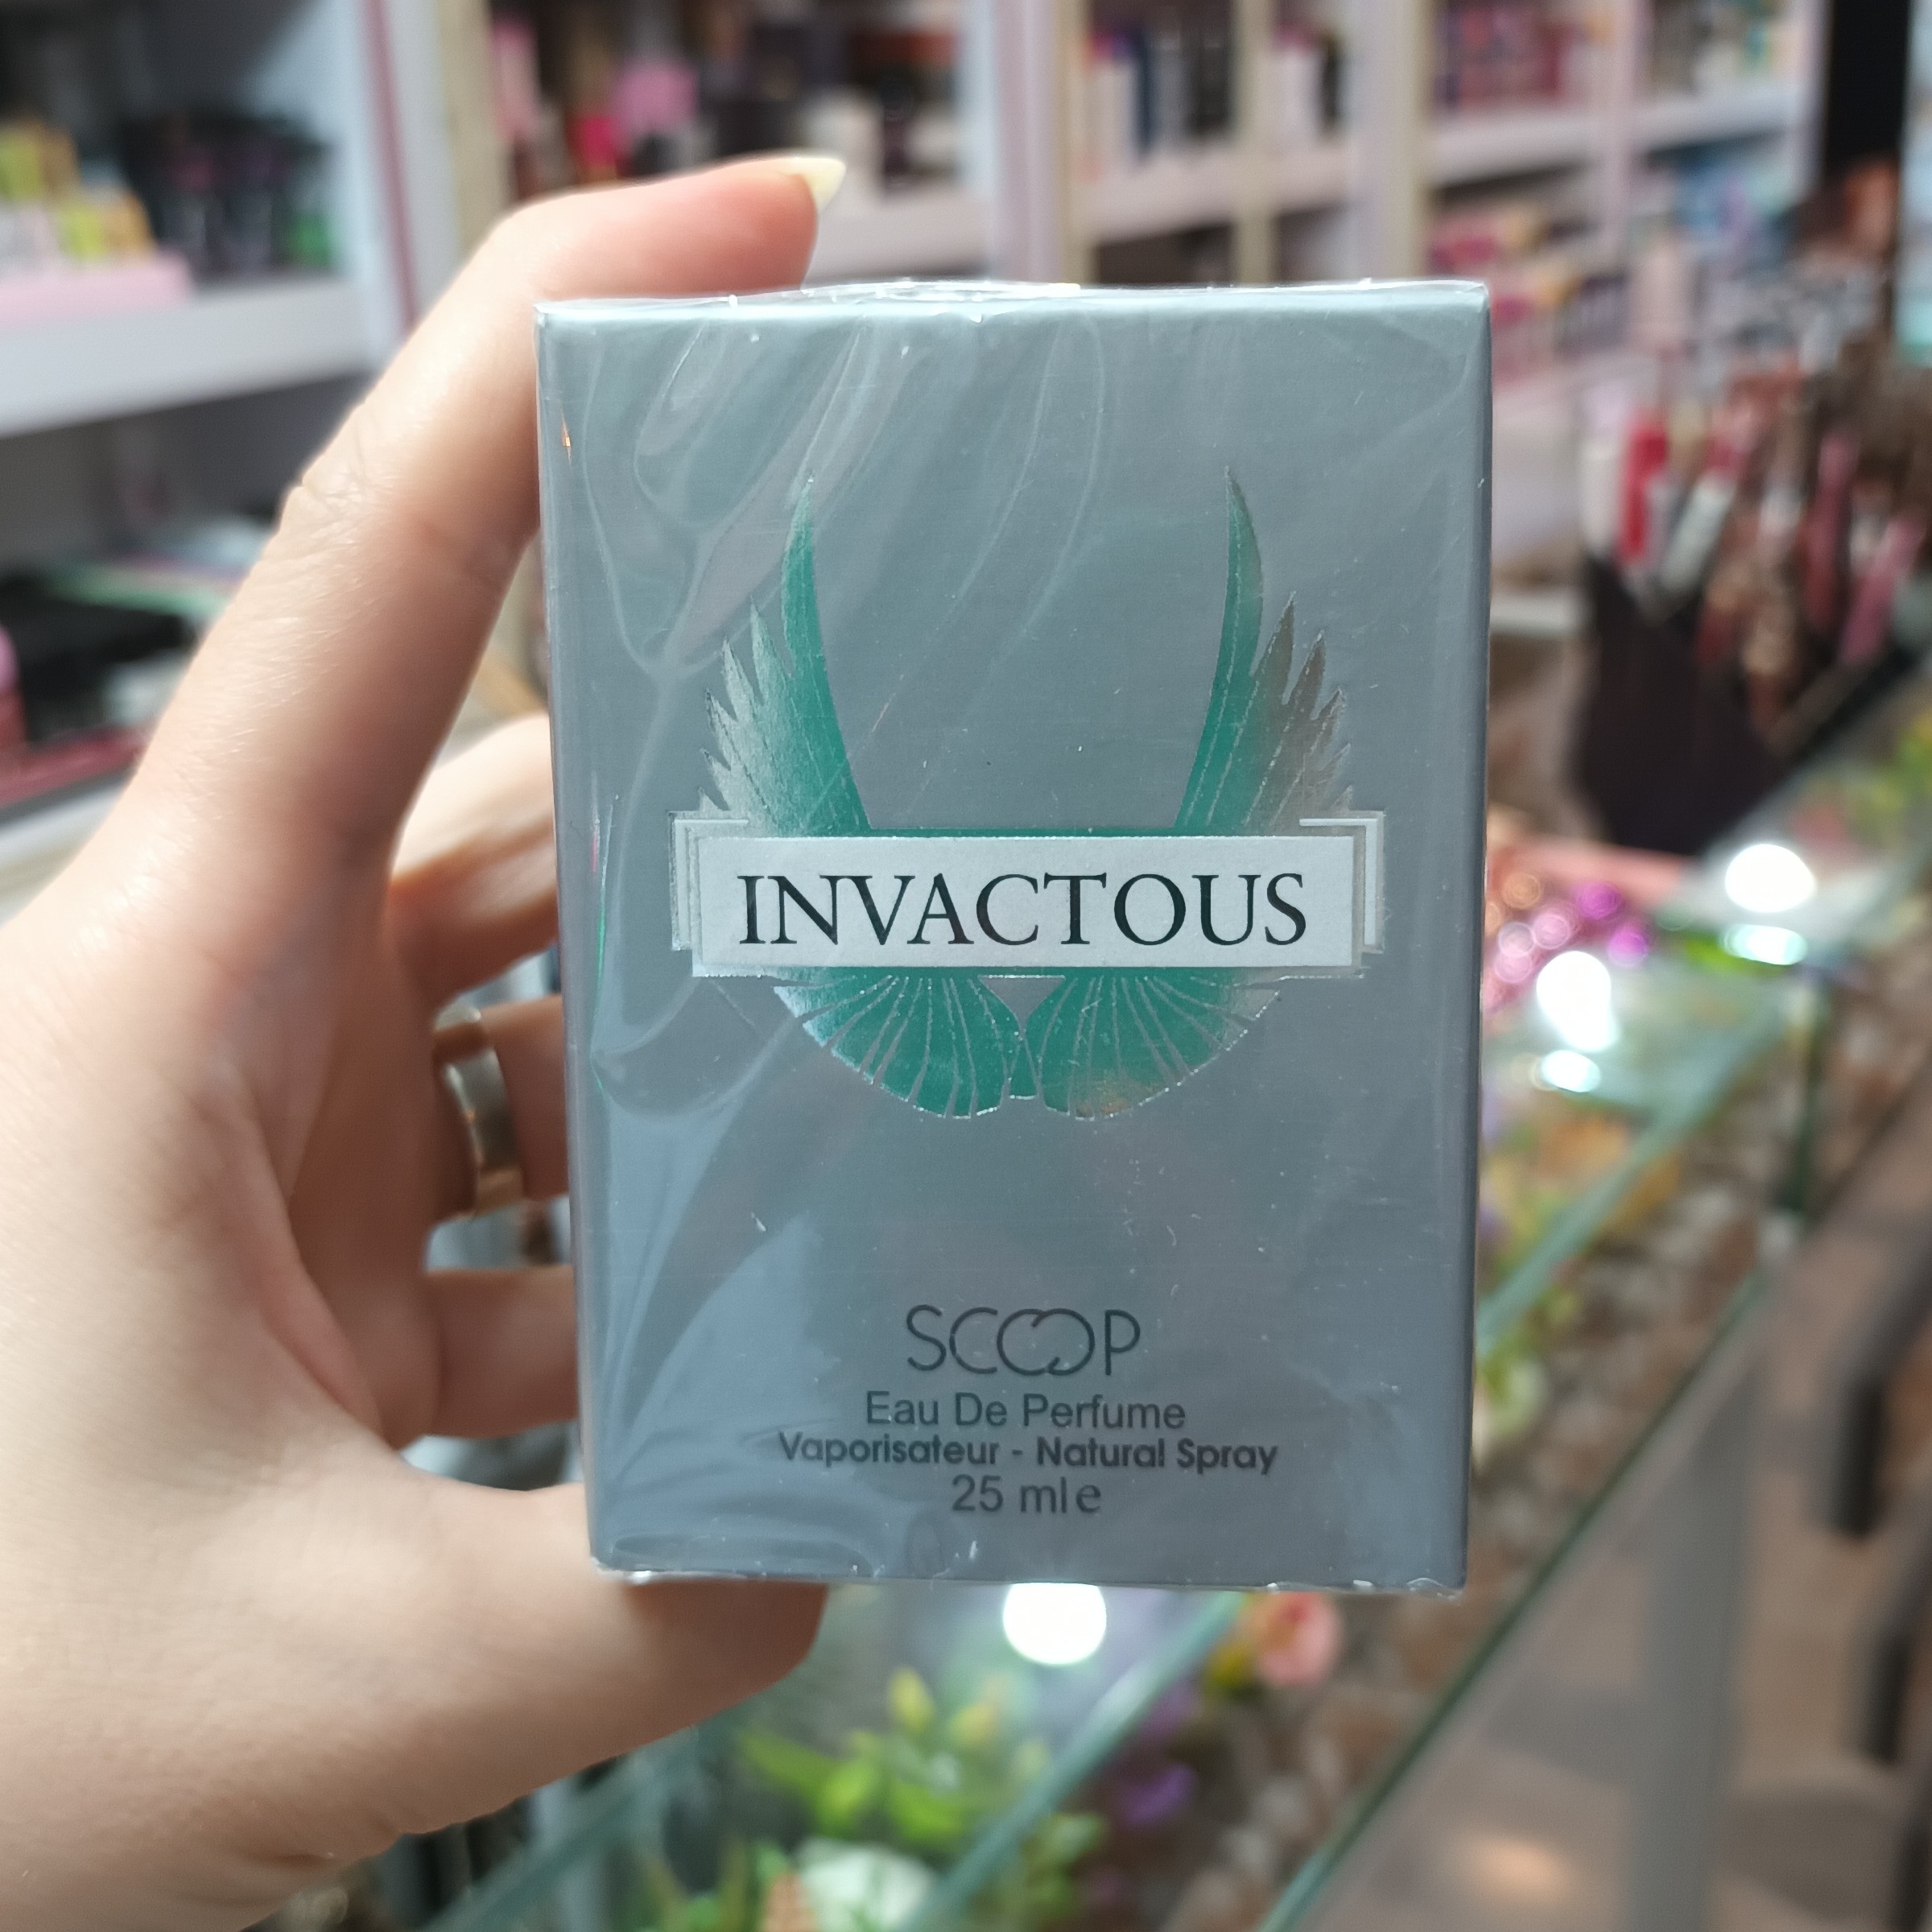 INVACTOUS
SCOOP
Eau De Perfume
Vaporisateur - Natural Spray
25 ml e